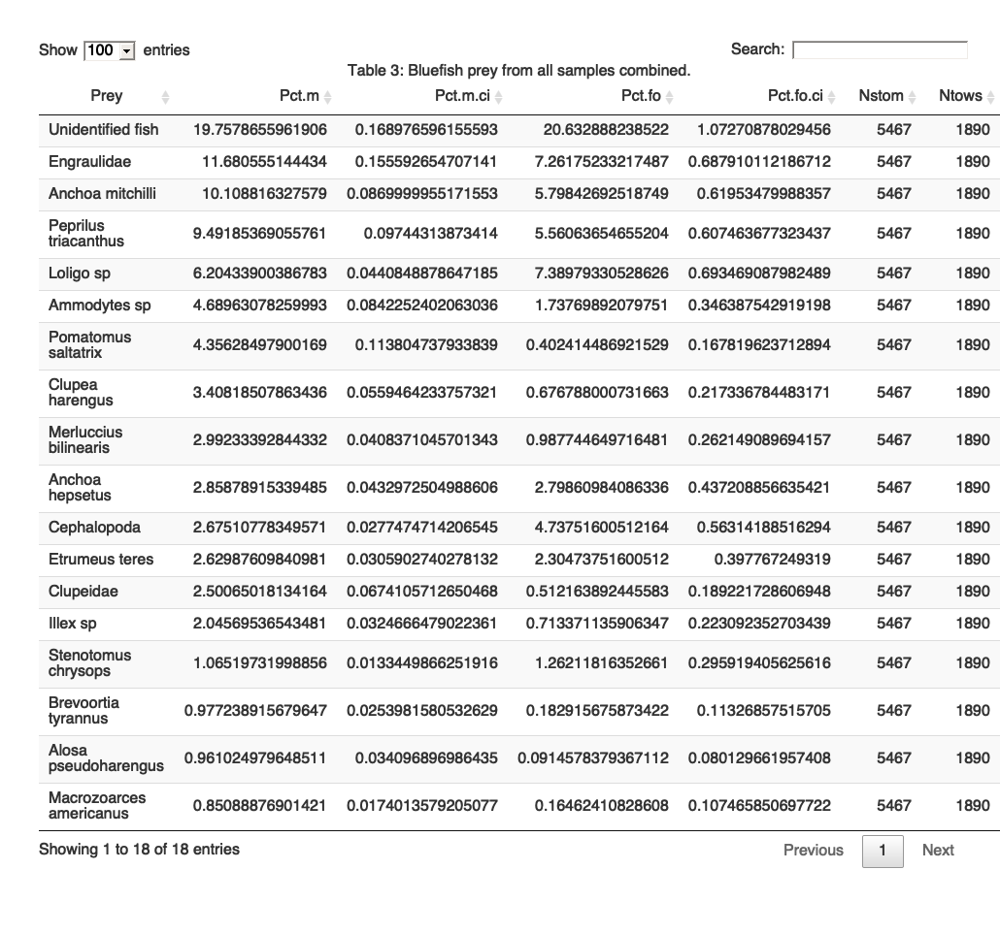 Show 100 entries Search:
Table 3: Bluefish prey from all samples combined.
Prey Pct.m Pct.m.ci Pct.fo Pct.fo.ci Nstom Ntows
Unidentified fish 19.7578655961906 0.168976596155593 20.632888238522 1.07270878029456 5467 1890
Engraulidae 11.680555144434 0.155592654707141 7.26175233217487 0.687910112186712 5467 1890
Anchoa mitchilli 10.108816327579 0.0869999955171553 5.79842692518749 0.61953479988357 5467 1890
Peprilus
triacanthus 9.49185369055761 0.09744313873414 5.56063654655204 0.607463677323437 5467 1890
Loligo sp 6.20433900386783 0.0440848878647185 7.38979330528626 0.693469087982489 5467 1890
Ammodytes sp 4.68963078259993 0.0842252402063036 1.73769892079751 0.346387542919198 5467 1890
Pomatomus
saltatrix 4.35628497900169 0.113804737933839 0.402414486921529 0.167819623712894 5467 1890
Clupea
harengus 3.40818507863436 0.0559464233757321 0.676788000731663 0.217336784483171 5467 1890
Merluccius
bilinearis 2.99233392844332 0.0408371045701343 0.987744649716481 0.262149089694157 5467 1890
Anchoa
hepsetus 2.85878915339485 0.0432972504988606 2.79860984086336 0.437208856635421 5467 1890
Cephalopoda 2.67510778349571 0.0277474714206545 4.73751600512164 0.56314188516294 5467 1890
Etrumeus teres 2.62987609840981 0.0305902740278132 2.30473751600512 0.397767249319 5467 1890
Clupeidae 2.50065018134164 0.0674105712650468 0.512163892445583 0.189221728606948 5467 1890
Illex sp 2.04569536543481 0.0324666479022361 0.713371135906347 0.223092352703439 5467 1890
Stenotomus
chrysops 1.06519731998856 0.0133449866251916 1.26211816352661 0.295919405625616 5467 1890
Brevoortia
tyrannus 0.977238915679647 0.0253981580532629 0.182915675873422 0.11326857515705 5467 1890
Alosa
pseudoharengus 0.961024979648511 0.034096896986435 0.0914578379367112 0.080129661957408 5467 1890
Macrozoarces
americanus 0.85088876901421 0.0174013579205077 0.16462410828608 0.107465850697722 5467 1890
Showing 1 to 18 of 18 entries Previous 1 Next